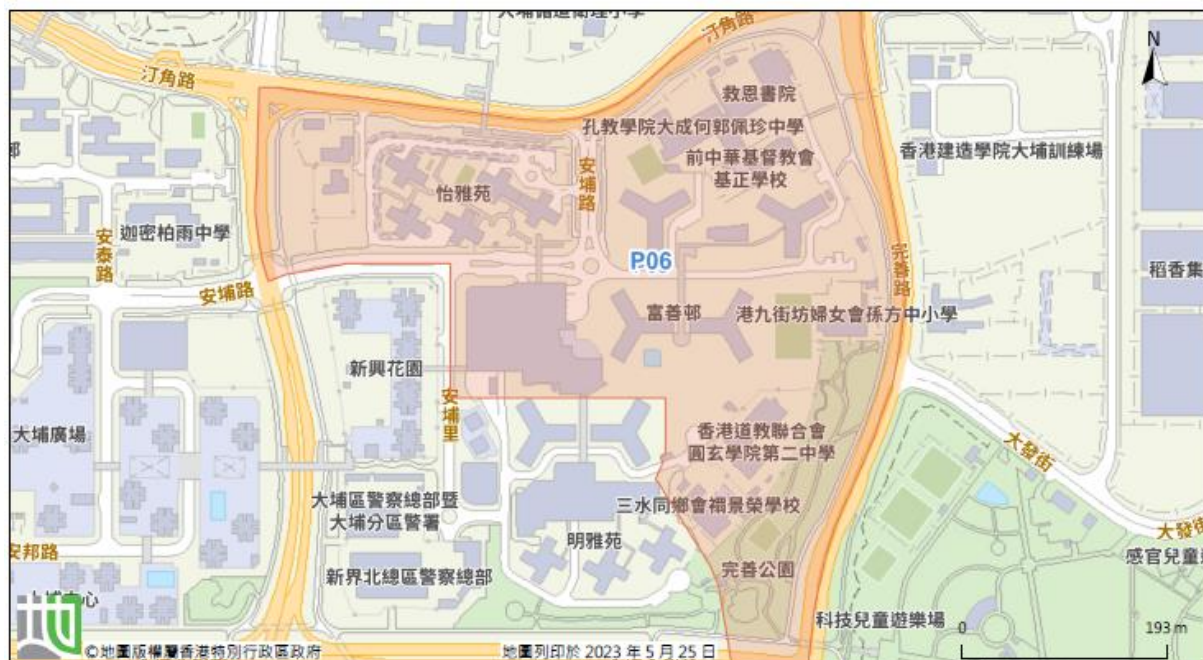 N
汀角路
汀角路
救恩書院
孔教學院大成何郭佩珍中學
前中華基督教會
基正學校
香港建造學院大埔訓練場
安埔路
怡雅苑
迦密柏雨中學
安泰路
P06
完善路
安埔路
富善邨
港九街坊婦女會孫方中小學
稻香集
新興花園
安埔里
大埔廣場
香港道教聯合會
圓玄學院第二中學
大發街
大埔區警察總部暨
大埔分區警署
三水同鄉會禤景榮學校
大發街
安邦路
明雅苑
感官兒童
新界北總區警察總部
完善公園
科技兒童遊樂場
0
193 m
©地圖版權屬香港特別行政區政府
地圖列印於 2023 年 5 月 25 日